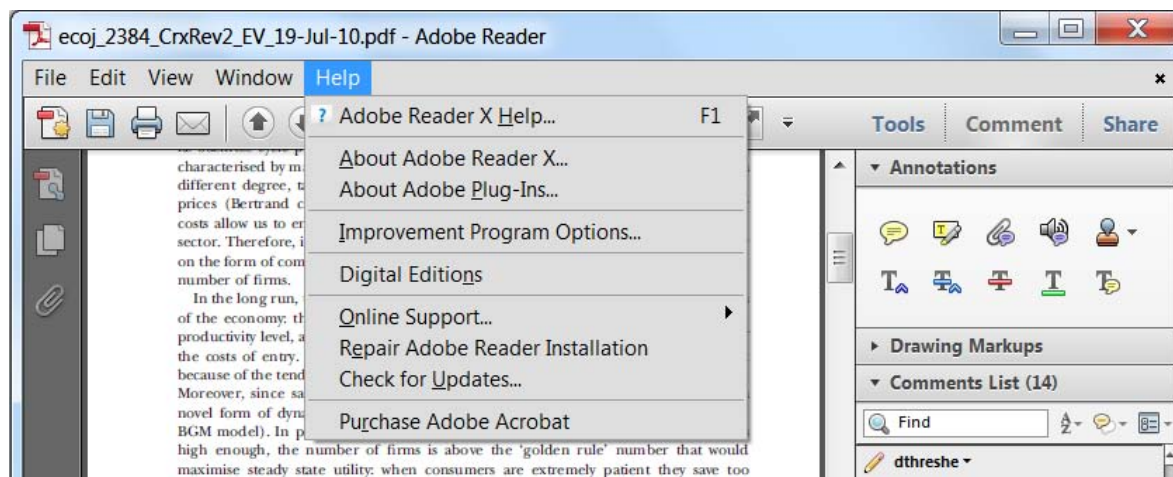 ecoj_2384_CrxRev2_EV_19-Jul-10.pdf - Adobe Reader
File Edit View Window Help
Tools Comment Share
Adobe Reader X Help... F1
About Adobe Reader X...
About Adobe Plug-Ins...
Improvement Program Options...
Digital Editions
Online Support...
Repair Adobe Reader Installation
Check for Updates...
Purchase Adobe Acrobat
characterised by
different degree,
prices (Bertrand
costs allow us to
sector. Therefore,
on the form of
number of firms.
In the long run,
of the economy:
productivity level,
the costs of entry.
because of the
Moreover, since
novel form of
BGM model). In
high enough, the number of firms is above the 'golden rule' number that would
maximise steady state utility: when consumers are extremely patient they save too
Annotations
Drawing Markups
Comments List (14)
Find
dthreshe